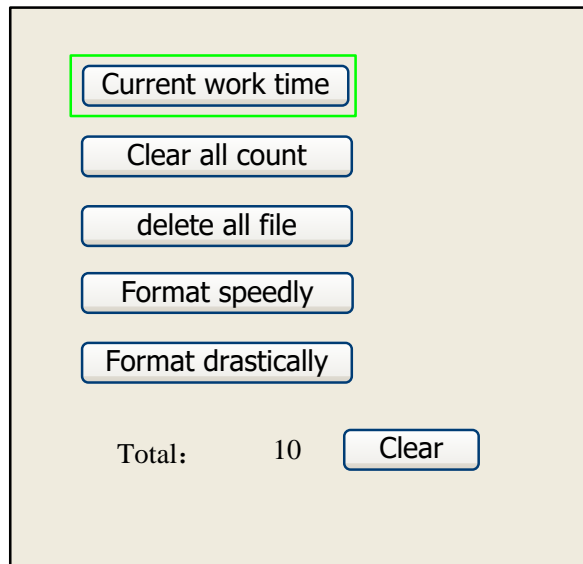 Current work time
Clear all count
delete all file
Format speedly
Format drastically
Total： 10 Clear